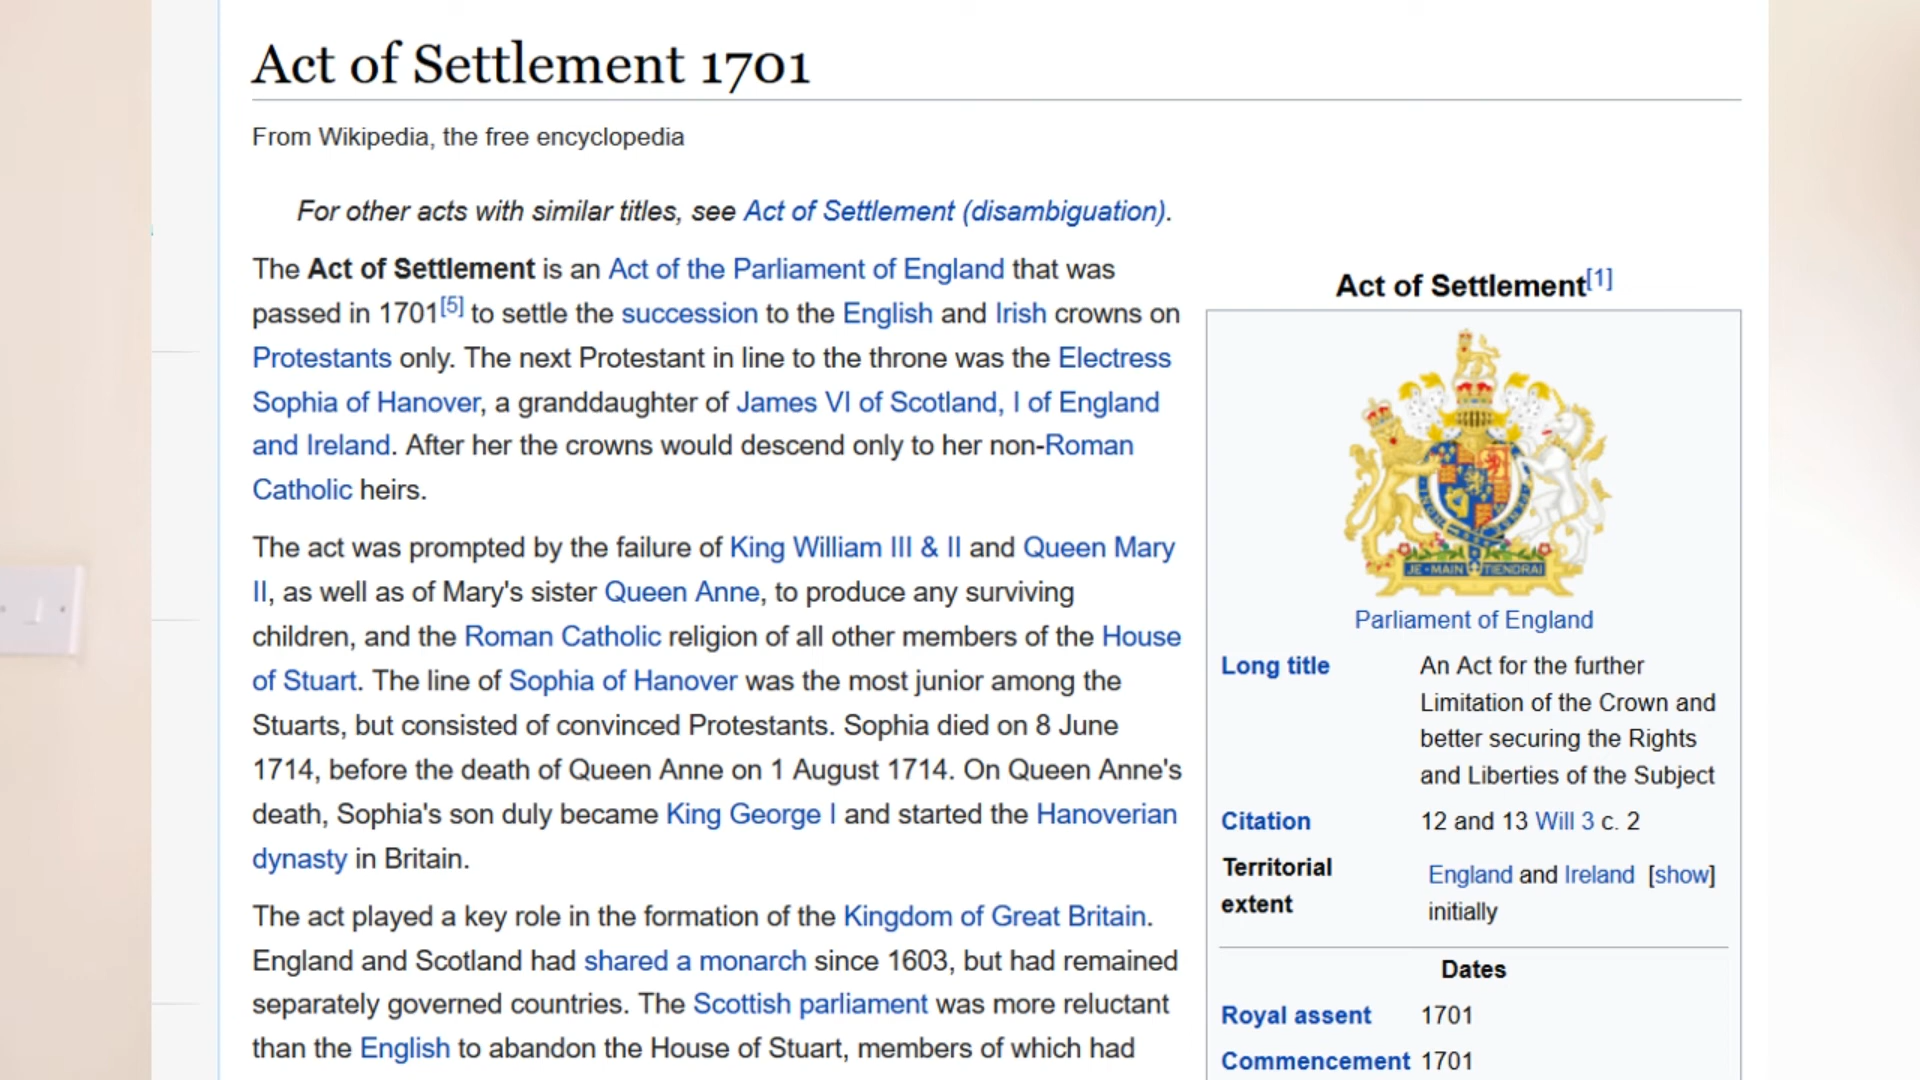 Act of Settlement 1701
From Wikipedia, the free encyclopedia
For other acts with similar titles, see Act of Settlement (disambiguation).
The Act of Settlement is an Act of the Parliament of England that was
passed in 1701[5] to settle the succession to the English and Irish crowns on
Protestants only. The next Protestant in line to the throne was the Electress
Sophia of Hanover, a granddaughter of James VI of Scotland, I of England
and Ireland. After her the crowns would descend only to her non-Roman
Catholic heirs.
The act was prompted by the failure of King William III & II and Queen Mary
II, as well as of Mary's sister Queen Anne, to produce any surviving
children, and the Roman Catholic religion of all other members of the House
of Stuart. The line of Sophia of Hanover was the most junior among the
Stuarts, but consisted of convinced Protestants. Sophia died on 8 June
1714, before the death of Queen Anne on 1 August 1714. On Queen Anne's
death, Sophia's son duly became King George I and started the Hanoverian
dynasty in Britain.
The act played a key role in the formation of the Kingdom of Great Britain.
England and Scotland had shared a monarch since 1603, but had remained
separately governed countries. The Scottish parliament was more reluctant
than the English to abandon the House of Stuart, members of which had
Act of Settlement[1]
JE MAIN TIENDRAI
Parliament of England
Long title An Act for the further
Limitation of the Crown and
better securing the Rights
and Liberties of the Subject
Citation 12 and 13 Will 3 c. 2
Territorial
extent
England and Ireland [show]
initially
Dates
Royal assent 1701
Commencement 1701